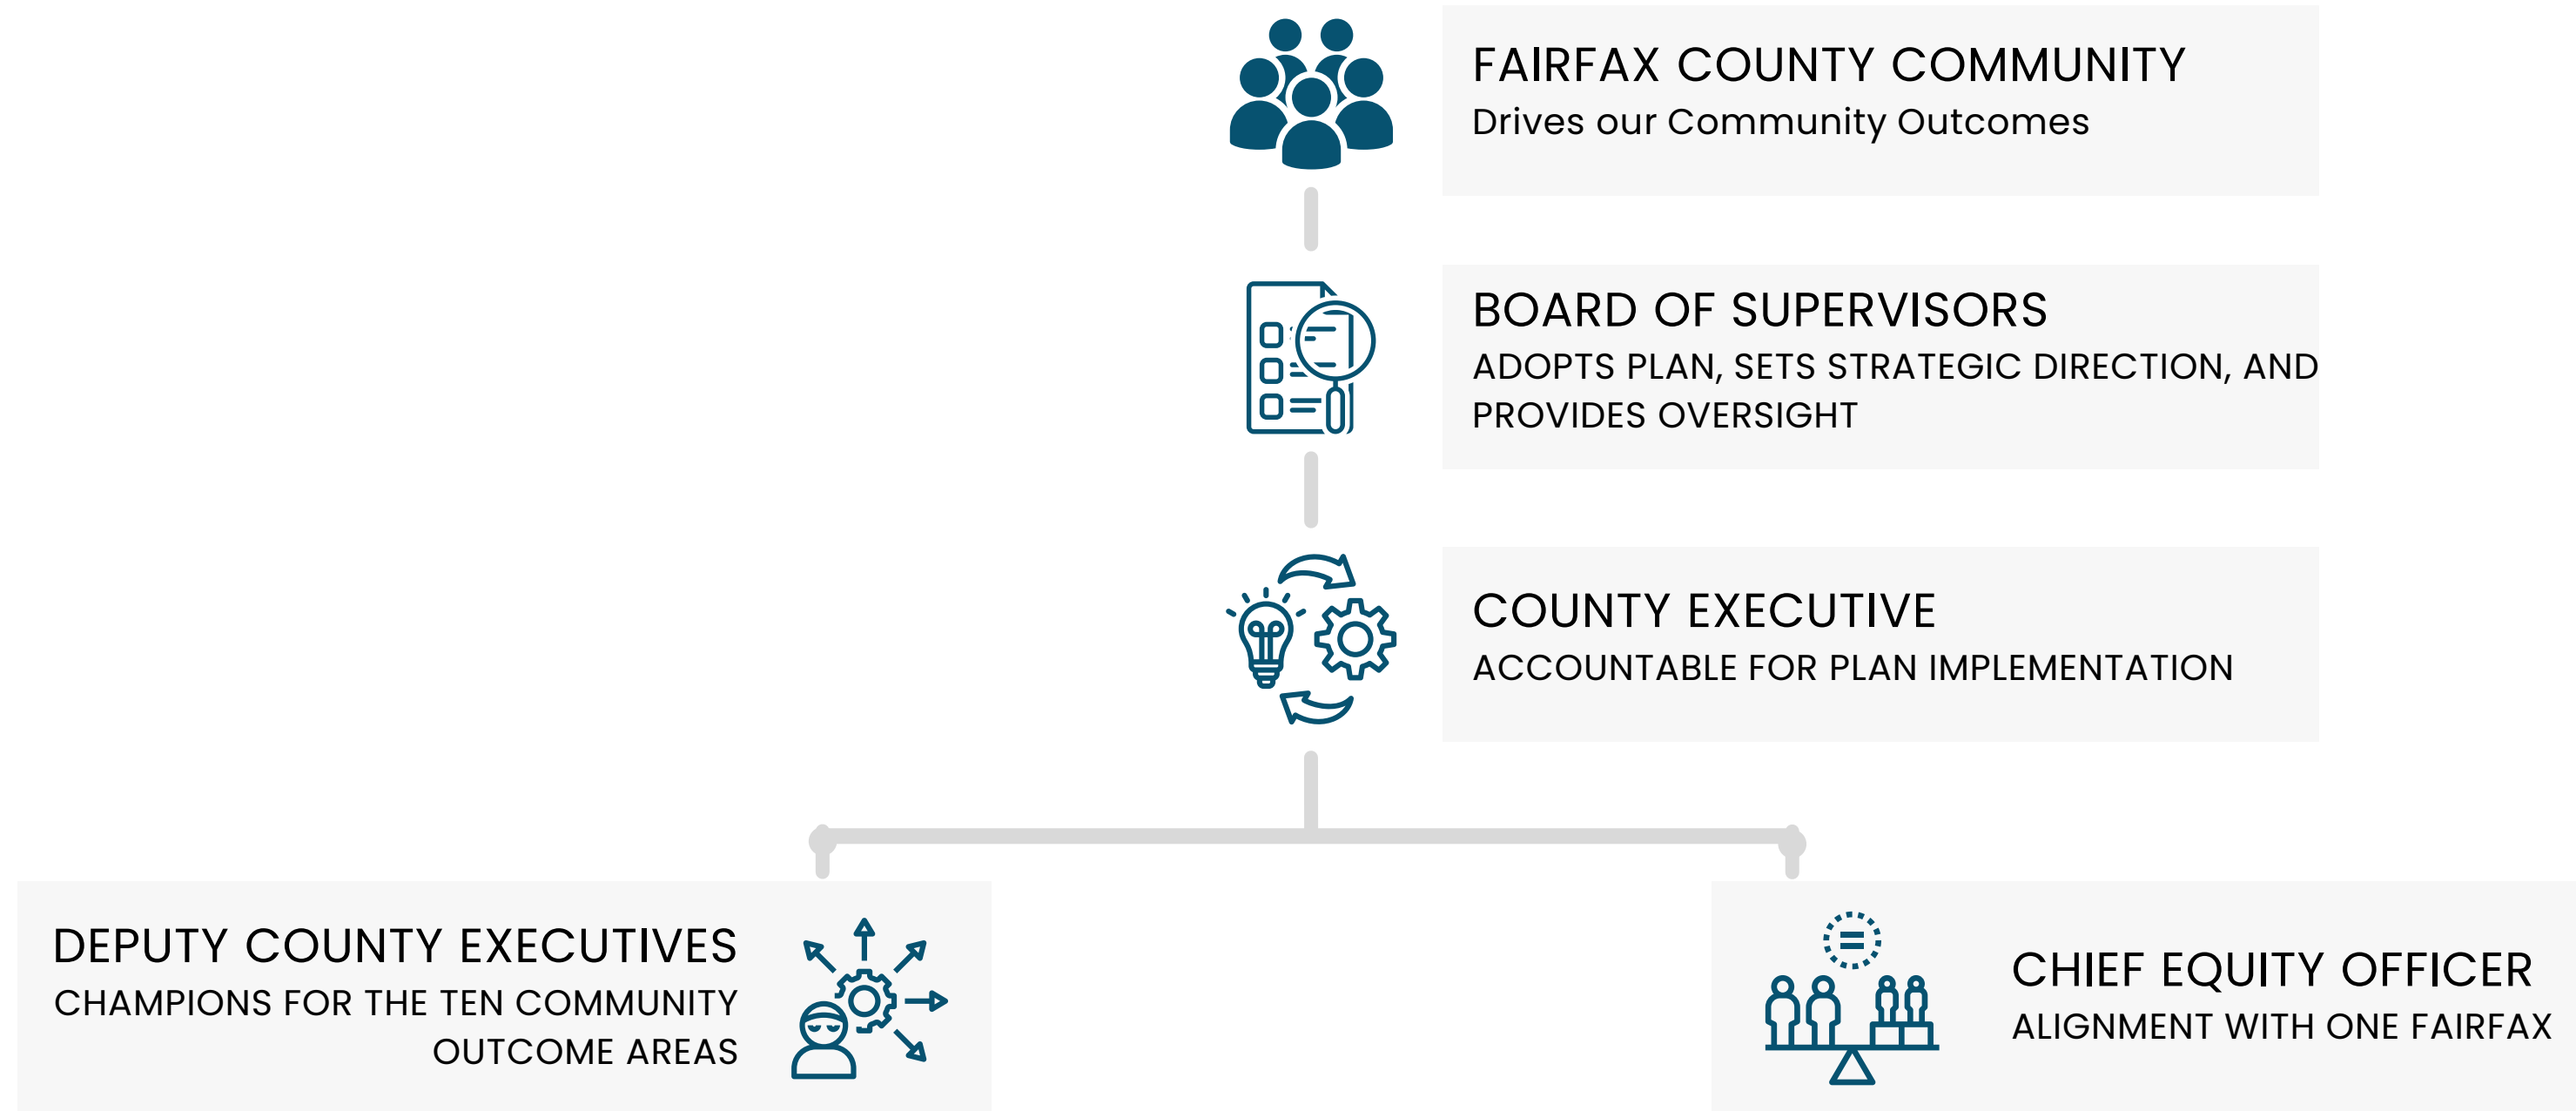 FAIRFAX COUNTY COMMUNITY
Drives our Community Outcomes
BOARD OF SUPERVISORS
ADOPTS PLAN, SETS STRATEGIC DIRECTION, AND
PROVIDES OVERSIGHT
COUNTY EXECUTIVE
ACCOUNTABLE FOR PLAN IMPLEMENTATION
DEPUTY COUNTY EXECUTIVES
CHAMPIONS FOR THE TEN COMMUNITY
OUTCOME AREAS
CHIEF EQUITY OFFICER
ALIGNMENT WITH ONE FAIRFAX